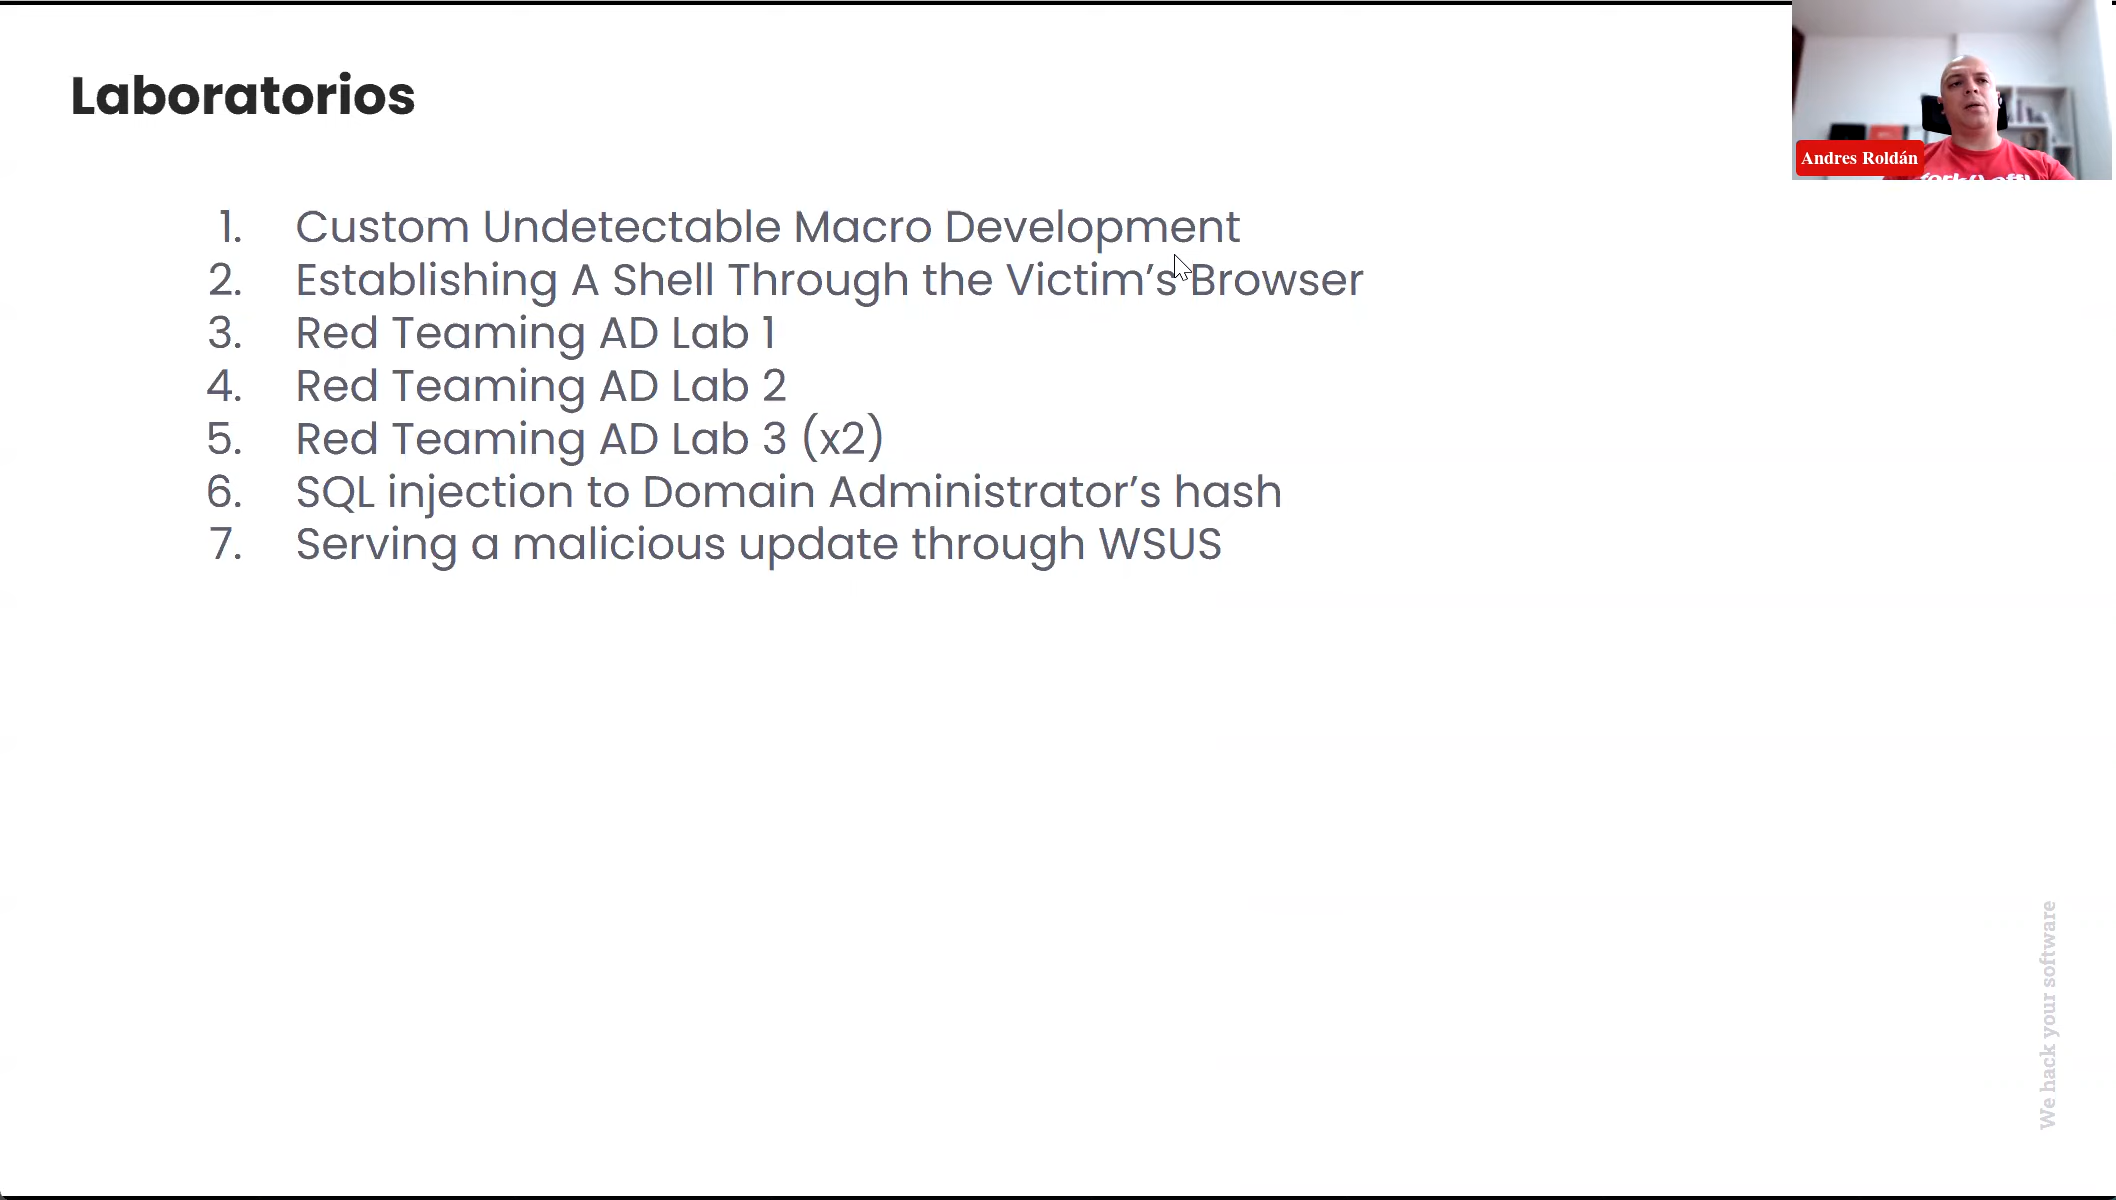 Laboratorios
Andres Roldán
1. Custom Undetectable Macro Development
2. Establishing A Shell Through the Victim’s Browser
3. Red Teaming AD Lab 1
4. Red Teaming AD Lab 2
5. Red Teaming AD Lab 3 (x2)
6. SQL injection to Domain Administrator’s hash
7. Serving a malicious update through WSUS
We hack your software